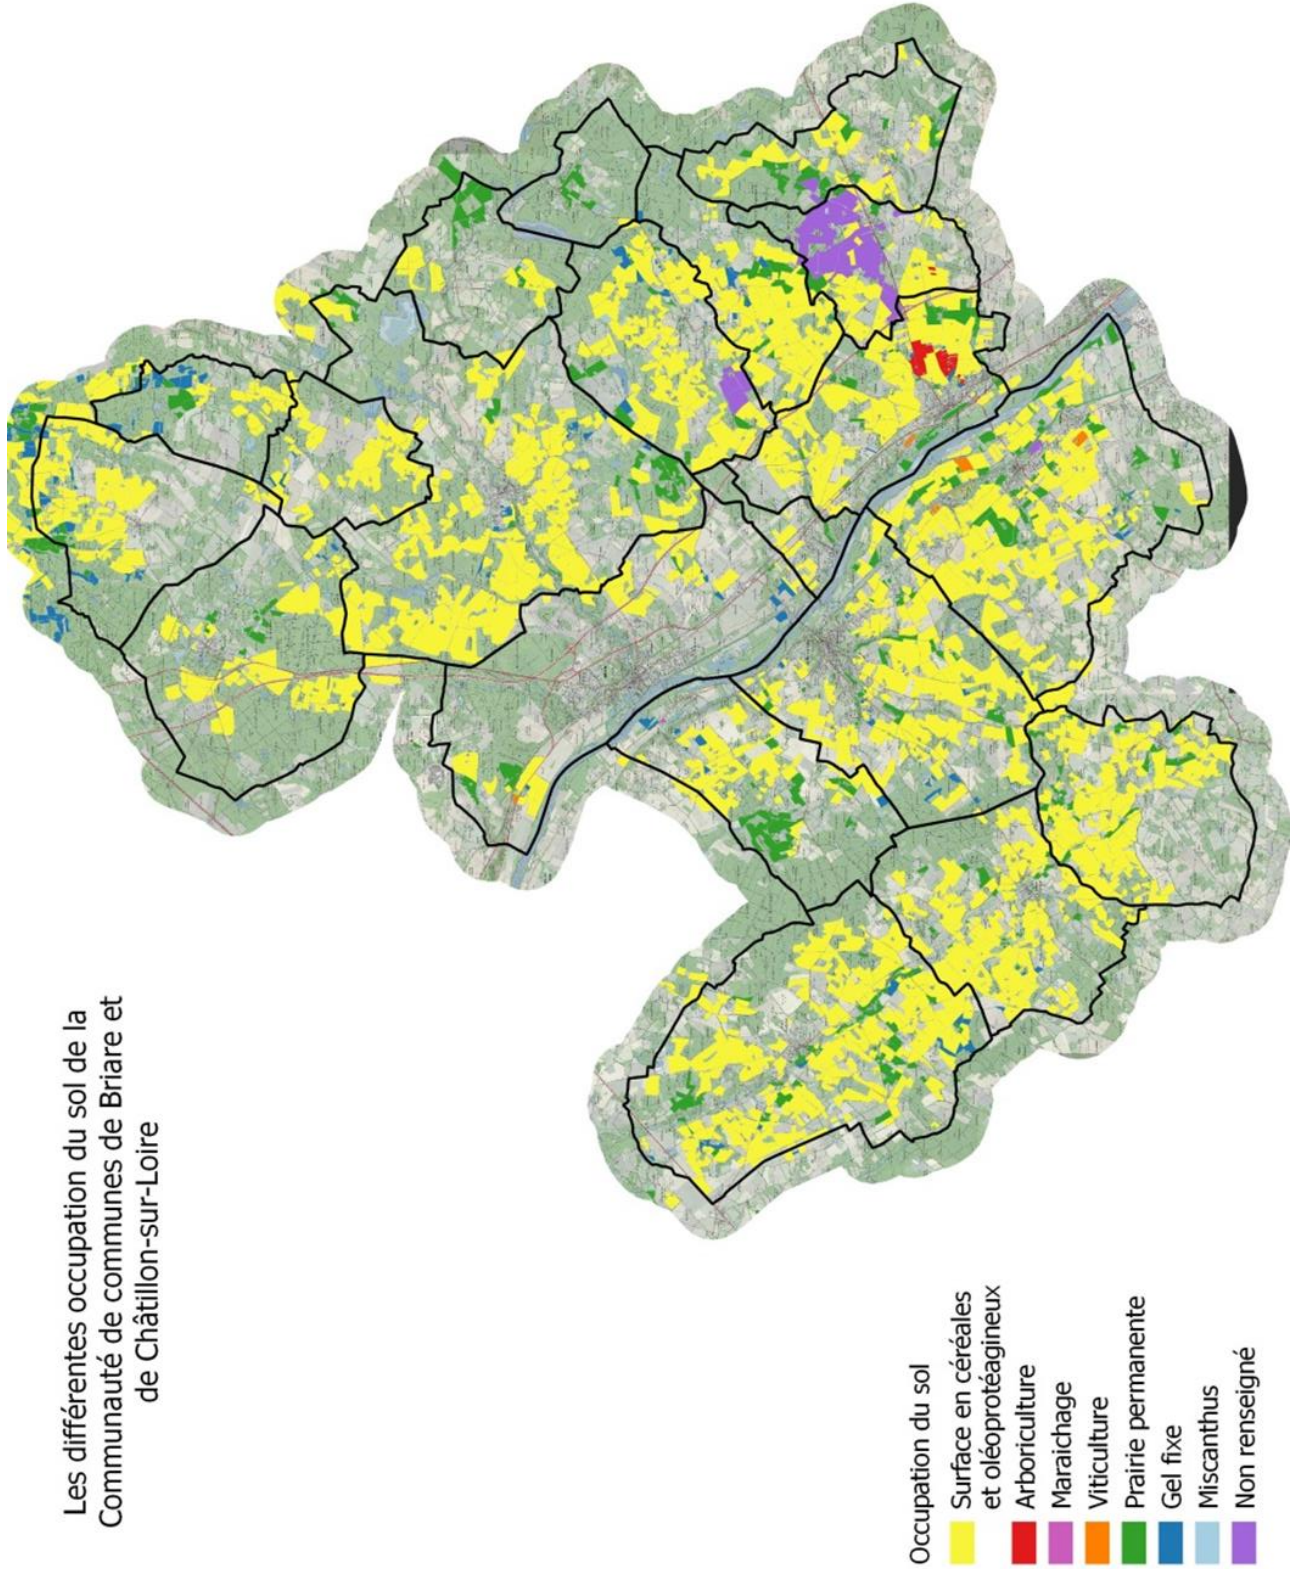 Les différentes occupation du sol de la
Communauté de communes de Briare et
de Châtillon-sur-Loire
Occupation du sol
Surface en céréales
et oléoprotéagineux
Arboriculture
Maraichage
Viticulture
Prairie permanente
Gel fixe
Miscanthus
Non renseigné